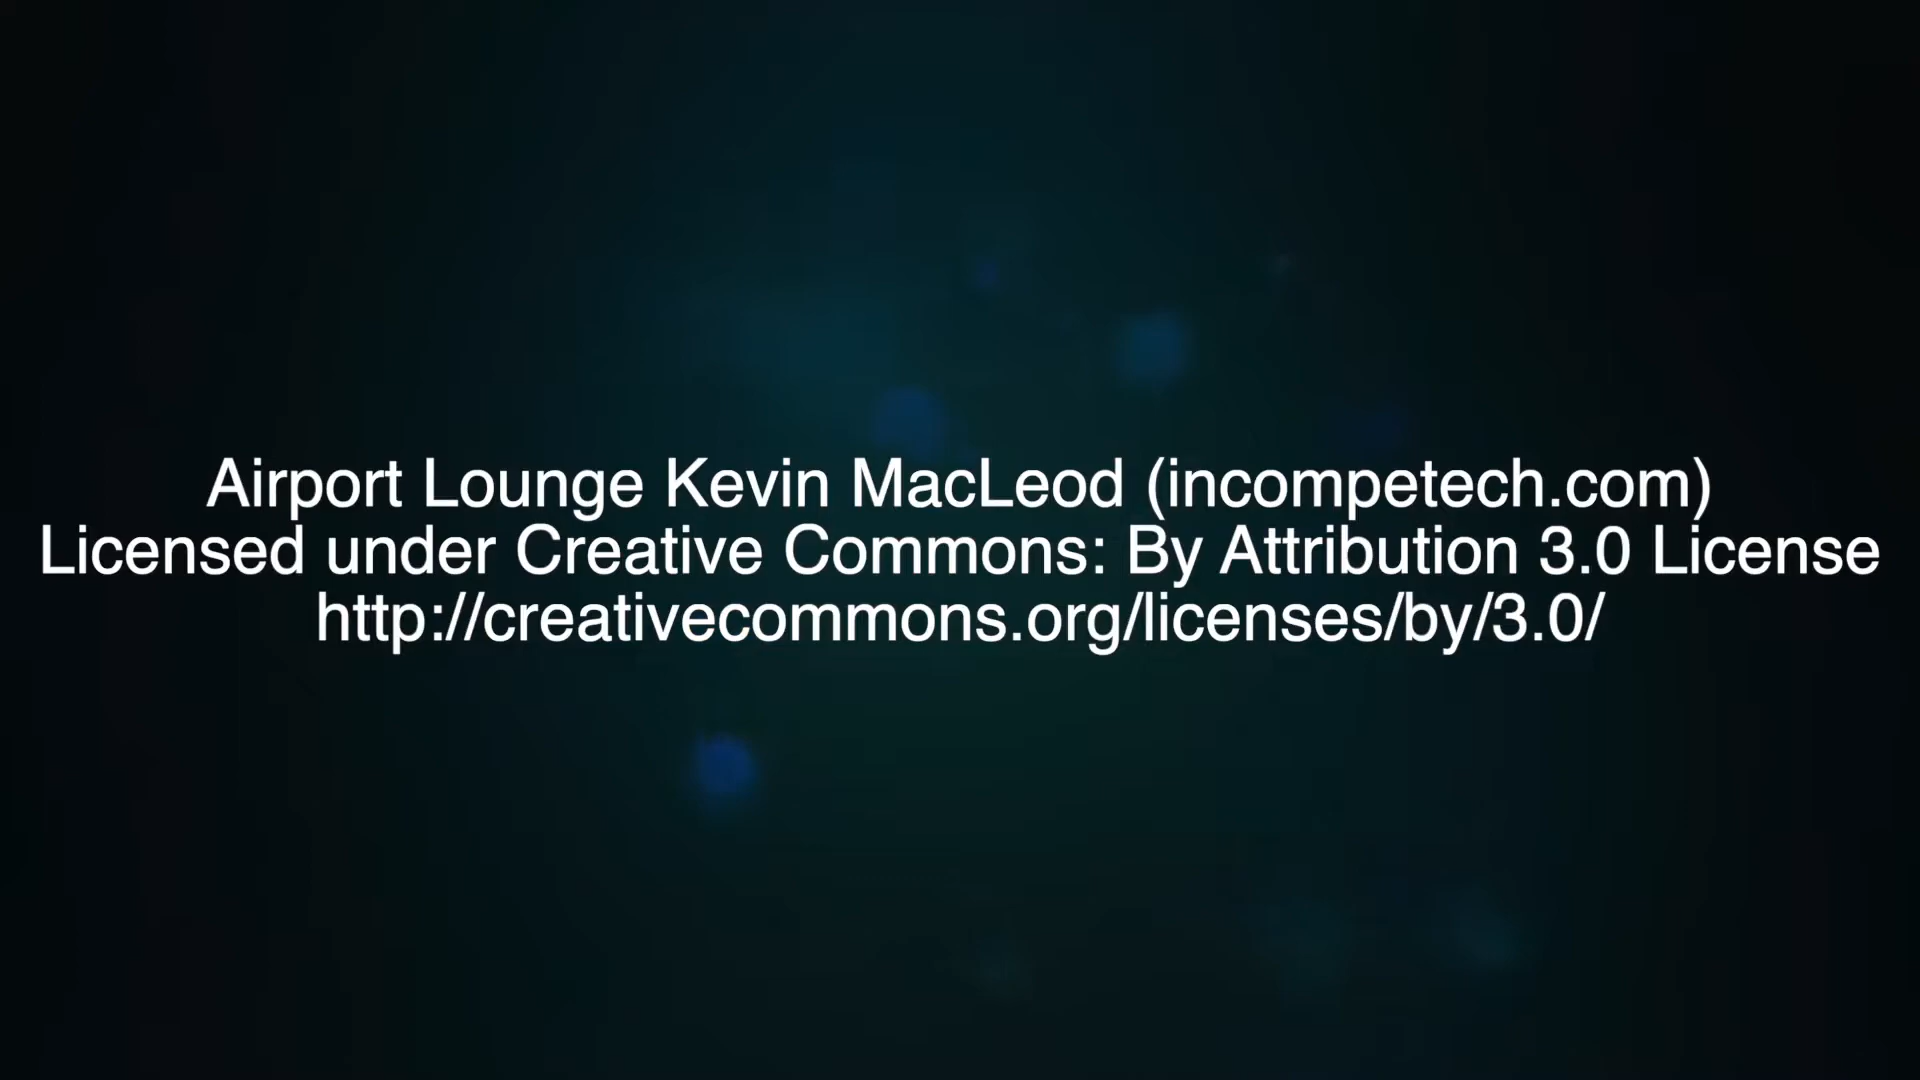 Airport Lounge Kevin MacLeod (incompetech.com)
Licensed under Creative Commons: By Attribution 3.0 License
http://creativecommons.org/licenses/by/3.0/